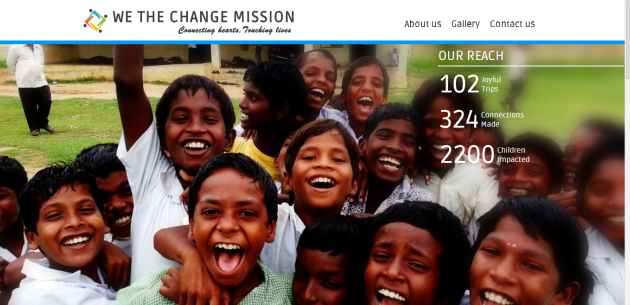 WE THE CHANGE MISSION
Connecting hearts, Touching lives
About us Gallery Contact us
OUR REACH
102 Joyful
Trips
324 Connections
Made
2200 Children
Impacted